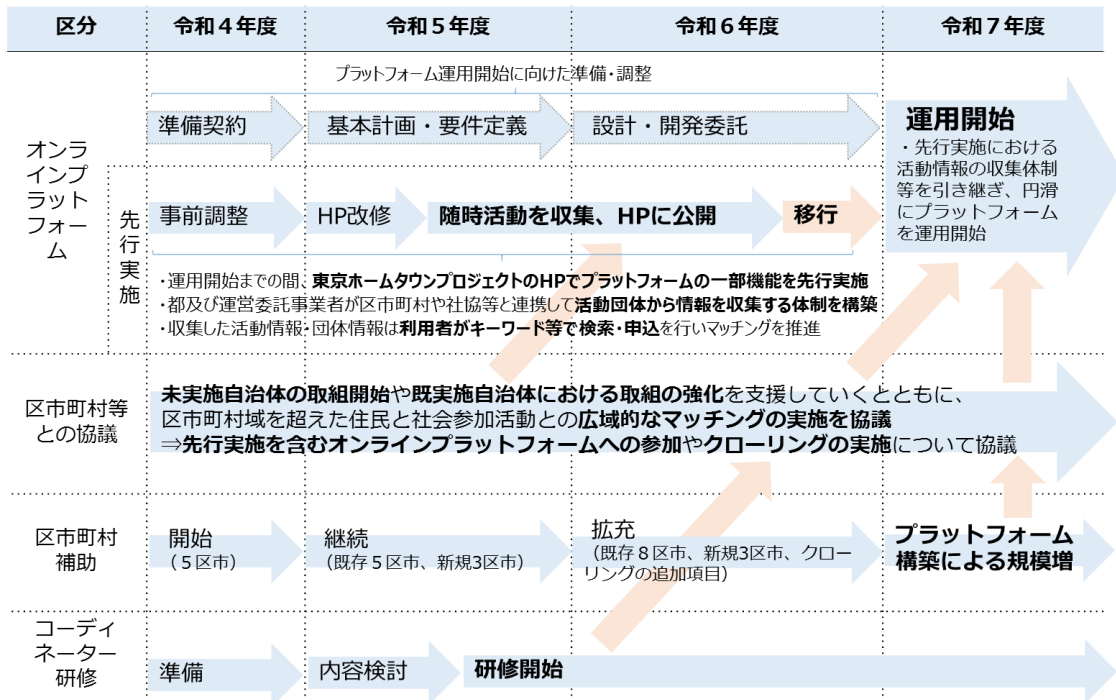 区分
令和４年度
令和５年度
令和６年度
令和７年度
オンラ
インプ
ラット
フォー
ム
プラットフォーム運用開始に向けた準備・調整
準備契約
基本計画・要件定義
設計・開発委託
運用開始
・先行実施における
活動情報の収集体制
等を引き継ぎ、円滑
にプラットフォーム
を運用開始
先
行
実
施
事前調整
HP改修
随時活動を収集、HPに公開
移行
・運用開始までの間、東京ホームタウンプロジェクトのHPでプラットフォームの一部機能を先行実施
・都及び運営委託事業者が区市町村や社協等と連携して活動団体から情報を収集する体制を構築
・収集した活動情報・団体情報は利用者がキーワード等で検索・申込を行いマッチングを推進
区市町村等
との協議
未実施自治体の取組開始や既実施自治体における取組の強化を支援していくとともに、
区市町村域を超えた住民と社会参加活動との広域的なマッチングの実施を協議
⇒先行実施を含むオンラインプラットフォームへの参加やクローリングの実施について協議
区市町村
補助
開始
（５区市）
継続
（既存５区市、新規3区市）
拡充
（既存８区市、新規3区市、クロー
リングの追加項目）
プラットフォーム
構築による規模増
コーディ
ネーター
研修
準備
内容検討
研修開始